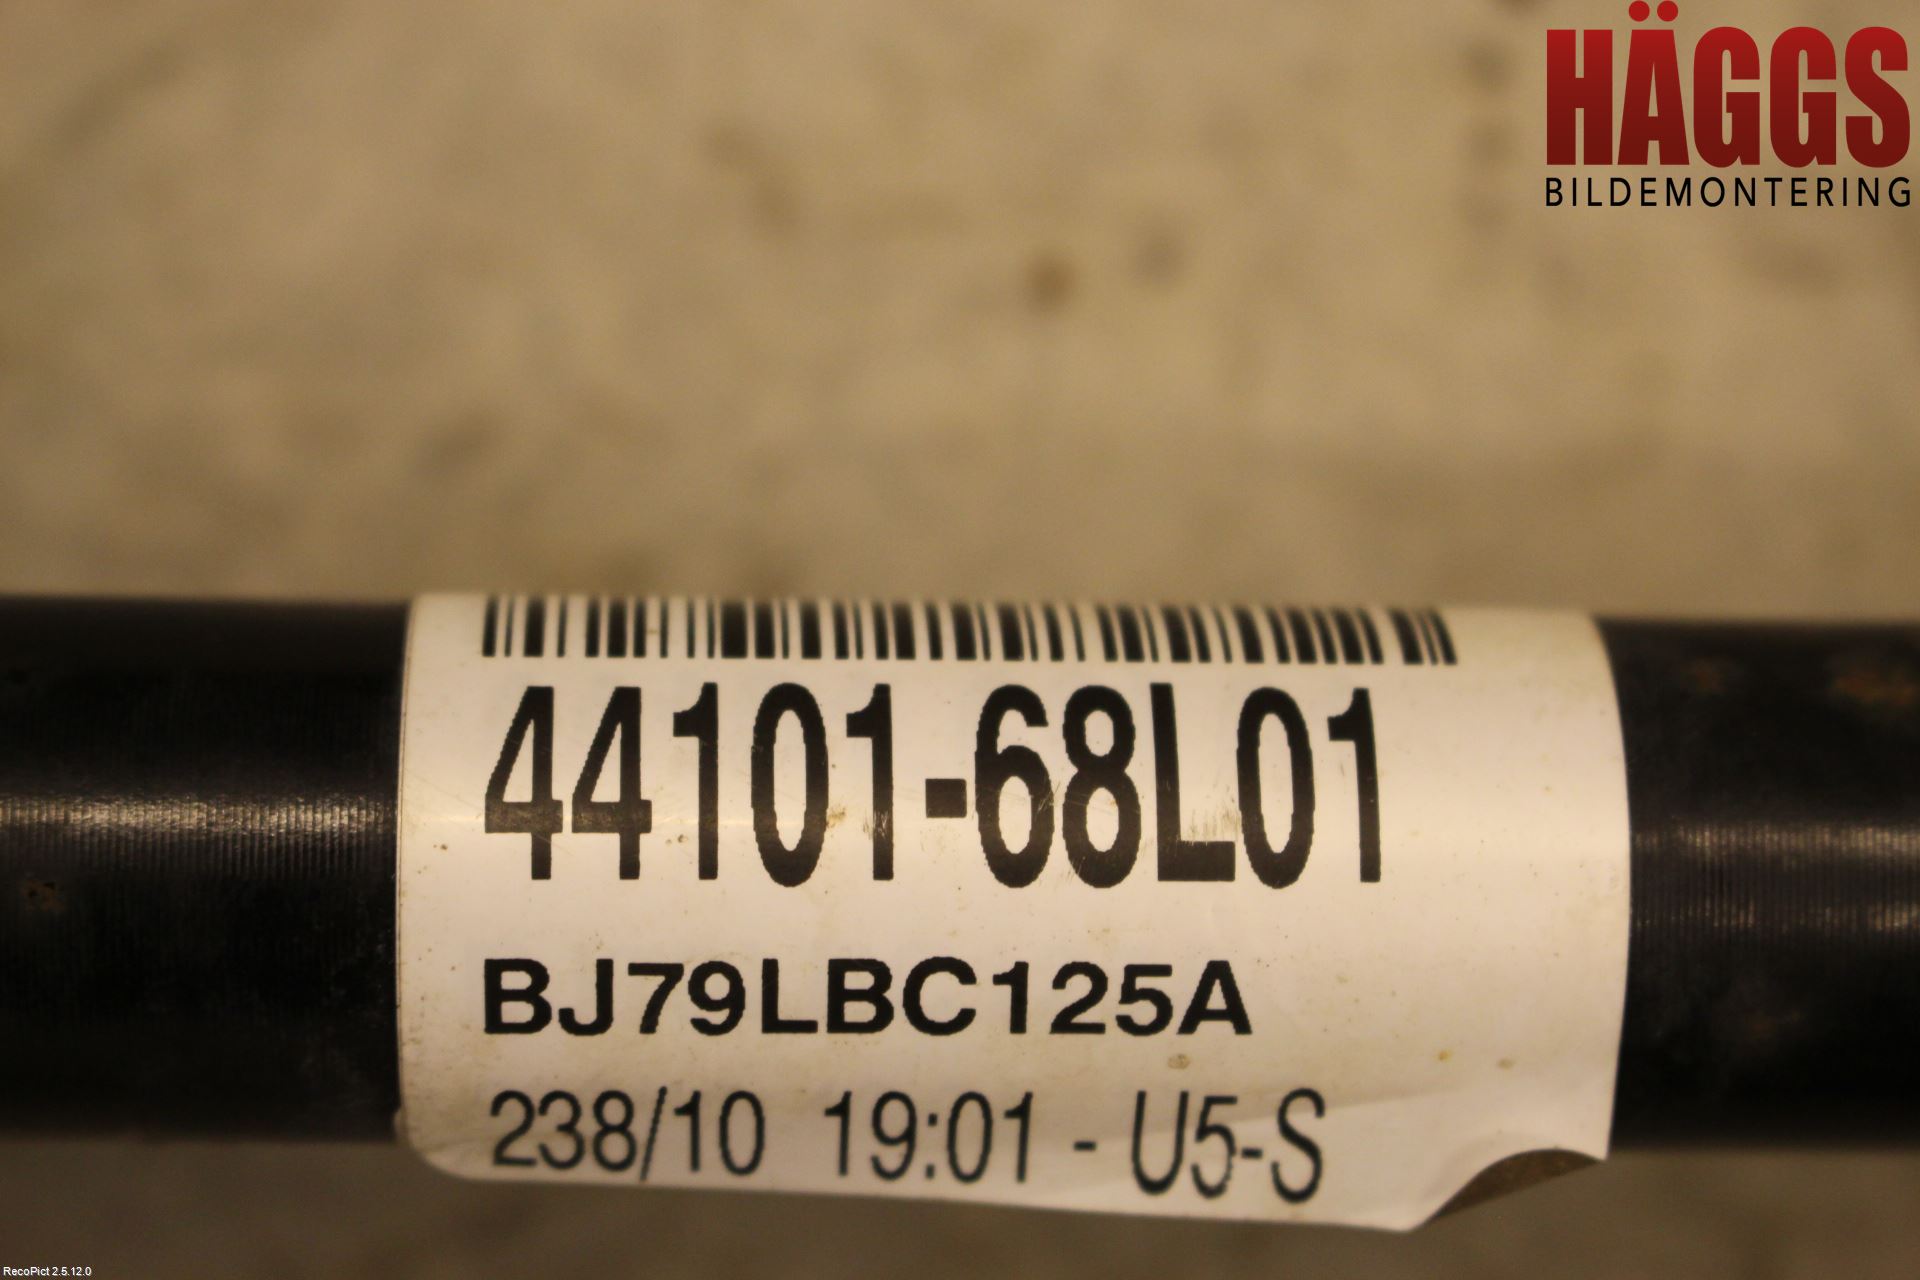 HÄGGS
BILDEMONTERING
44101-68L01
BJ79LBC125A
238/10 19:01 - U5-S
RecoPict 2.5.12.0